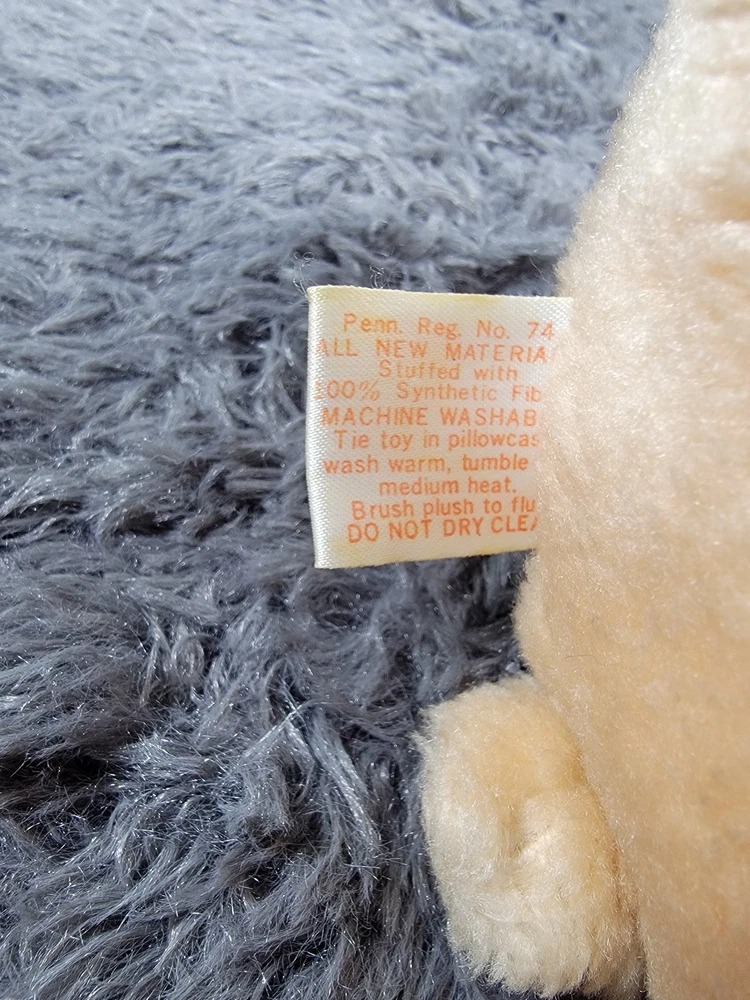 Penn. Reg. No. 74
ALL NEW MATERIA
Stuffed with
100% Synthetic Fib
MACHINE WASHAB
Tie toy in pillowcas
wash warm, tumble
medium heat.
Brush plush to flu
DO NOT DRY CLEA